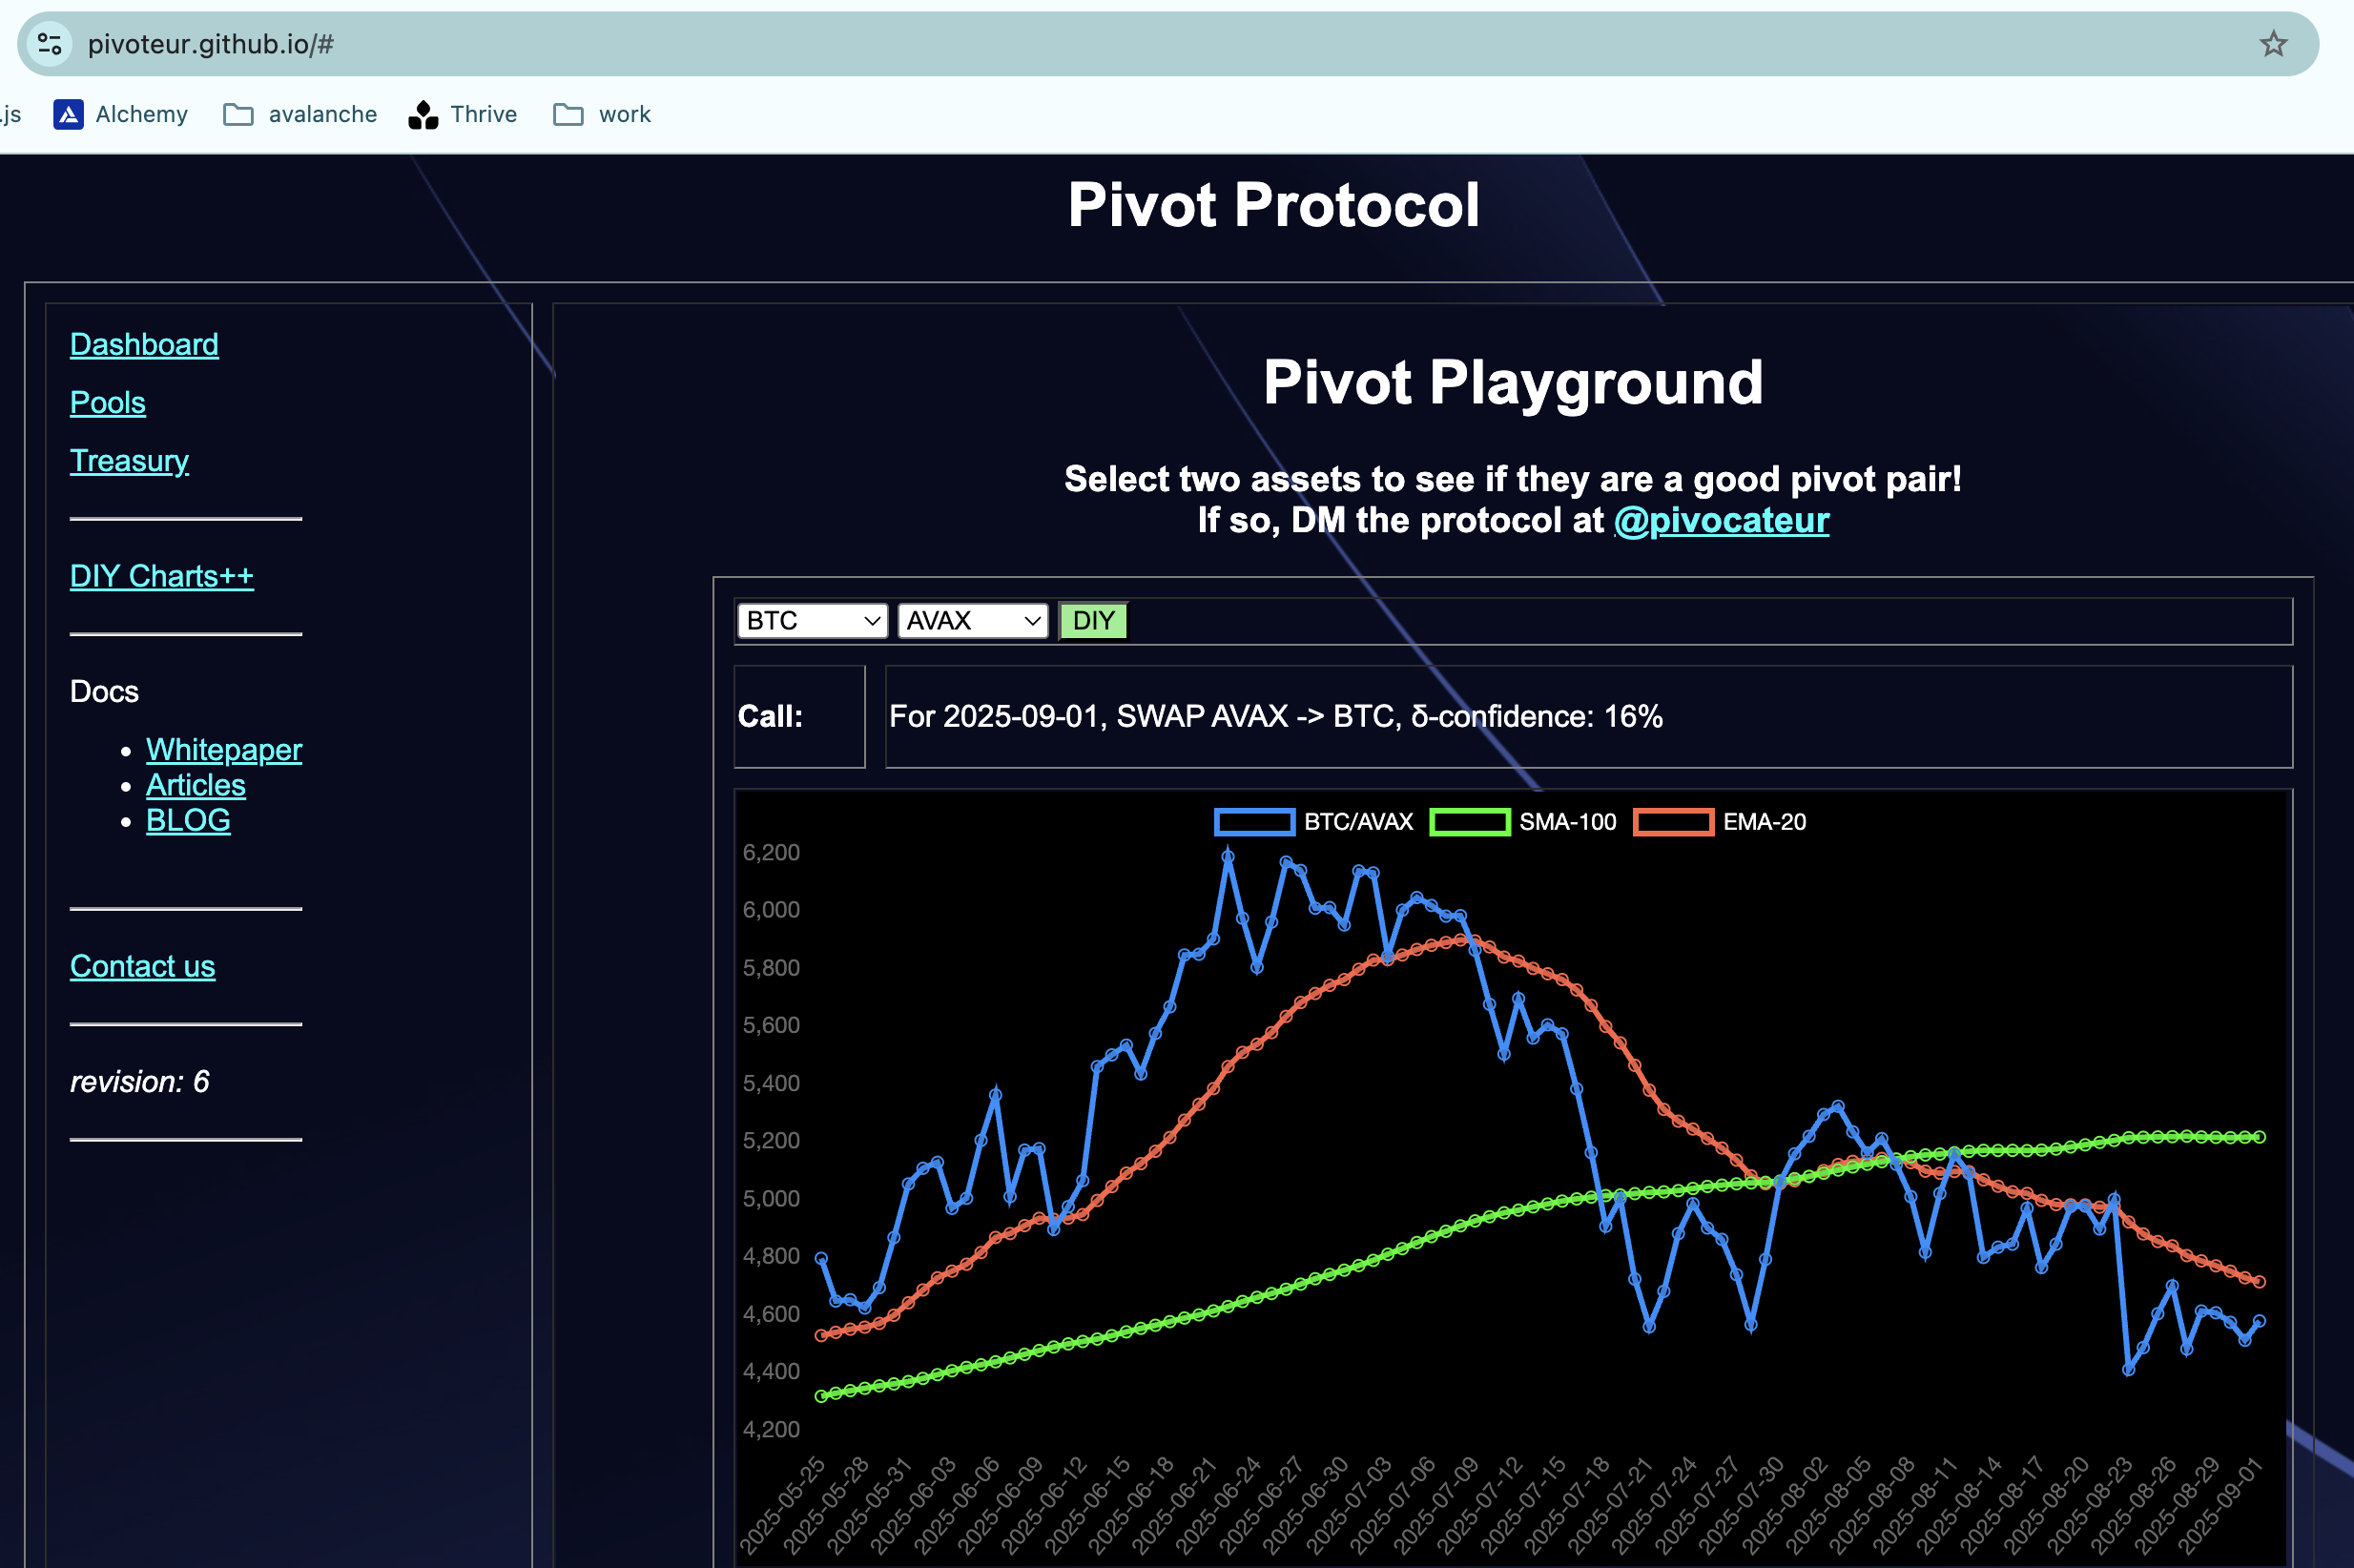 pivoteur.github.io/#
.js Alchemy avalanche Thrive work
Pivot Protocol
Dashboard
Pools
Treasury
DIY Charts++
Docs
Whitepaper
Articles
BLOG
Contact us
revision: 6
Pivot Playground
Select two assets to see if they are a good pivot pair!
If so, DM the protocol at @pivocateur
BTC AVAX DIY
Call: For 2025-09-01, SWAP AVAX -> BTC, δ-confidence: 16%
BTC/AVAX SMA-100 EMA-20
6,200
6,000
5,800
5,600
5,400
5,200
5,000
4,800
4,600
4,400
4,200
2025-05-25
2025-05-28
2025-05-31
2025-06-03
2025-06-06
2025-06-09
2025-06-12
2025-06-15
2025-06-18
2025-06-21
2025-06-24
2025-06-27
2025-06-30
2025-07-03
2025-07-06
2025-07-09
2025-07-12
2025-07-15
2025-07-18
2025-07-21
2025-07-24
2025-07-27
2025-07-30
2025-08-02
2025-08-05
2025-08-08
2025-08-11
2025-08-14
2025-08-17
2025-08-20
2025-08-23
2025-08-26
2025-08-29
2025-09-01